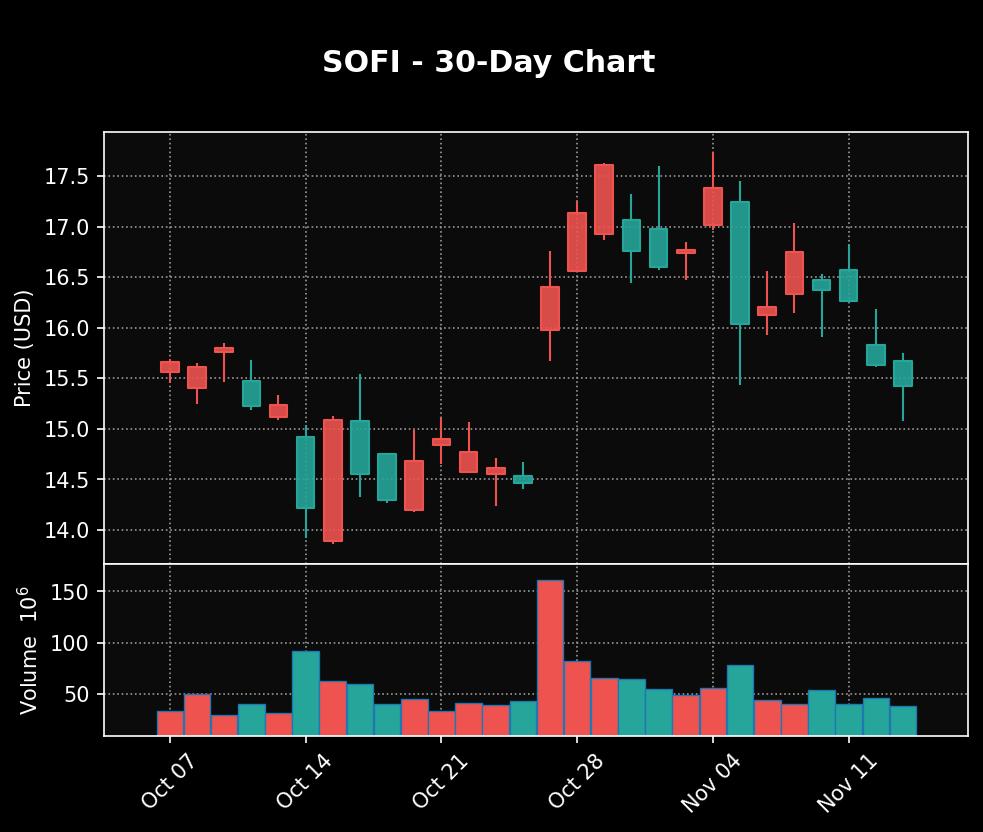 SOFI - 30-Day Chart
Price (USD)
17.5
17.0
16.5
16.0
15.5
15.0
14.5
14.0
Volume 10⁶
150
100
50
Oct 07
Oct 14
Oct 21
Oct 28
Nov 04
Nov 11